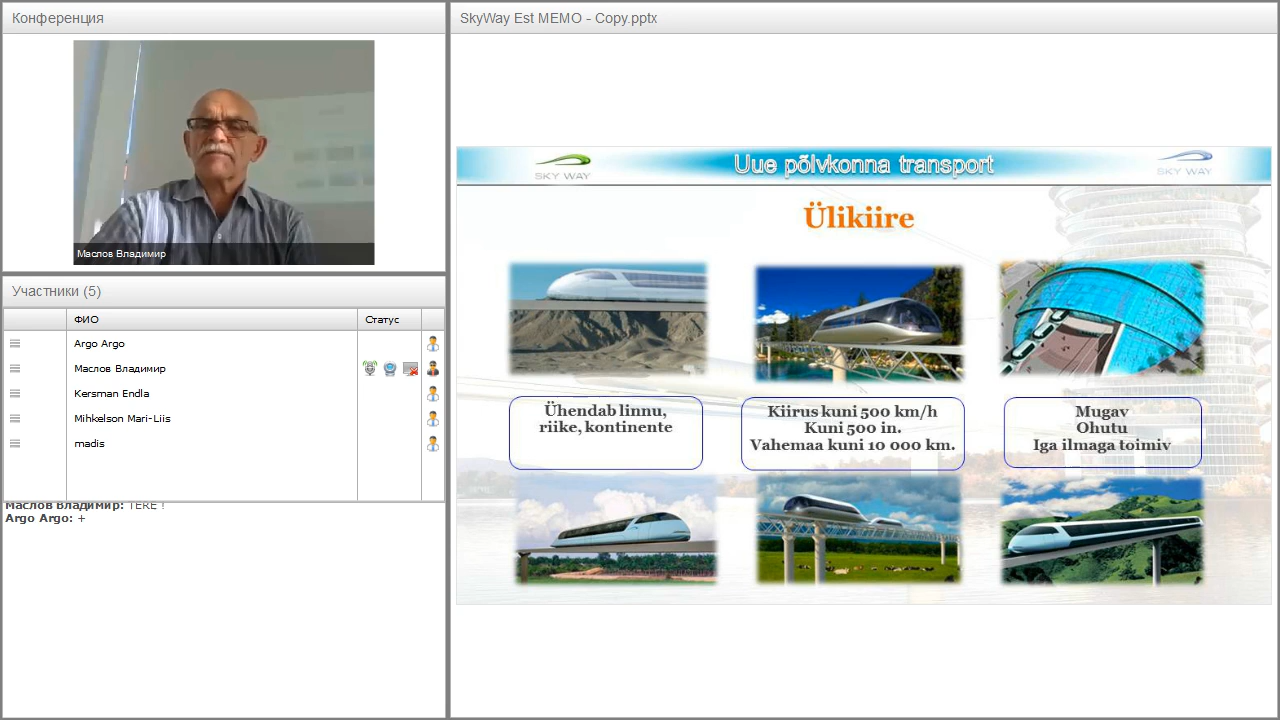 Конференция
Маслов Владимир
Участники (5)
ФИО
Статус
Argo Argo
Маслов Владимир
Kersman Endla
Mihkelson Mari-Liis
madis
Маслов Владимир: TERE !
Argo Argo: +
SkyWay Est MEMO - Copy.pptx
SKY WAY
Uue põlvkonna transport
SKY WAY
Ülikiire
Ühendab linnu,
riike, kontinente
Kiirus kuni 500 km/h
Kuni 500 in.
Vahemaa kuni 10 000 km.
Mugav
Ohutu
Iga ilmaga toimiv